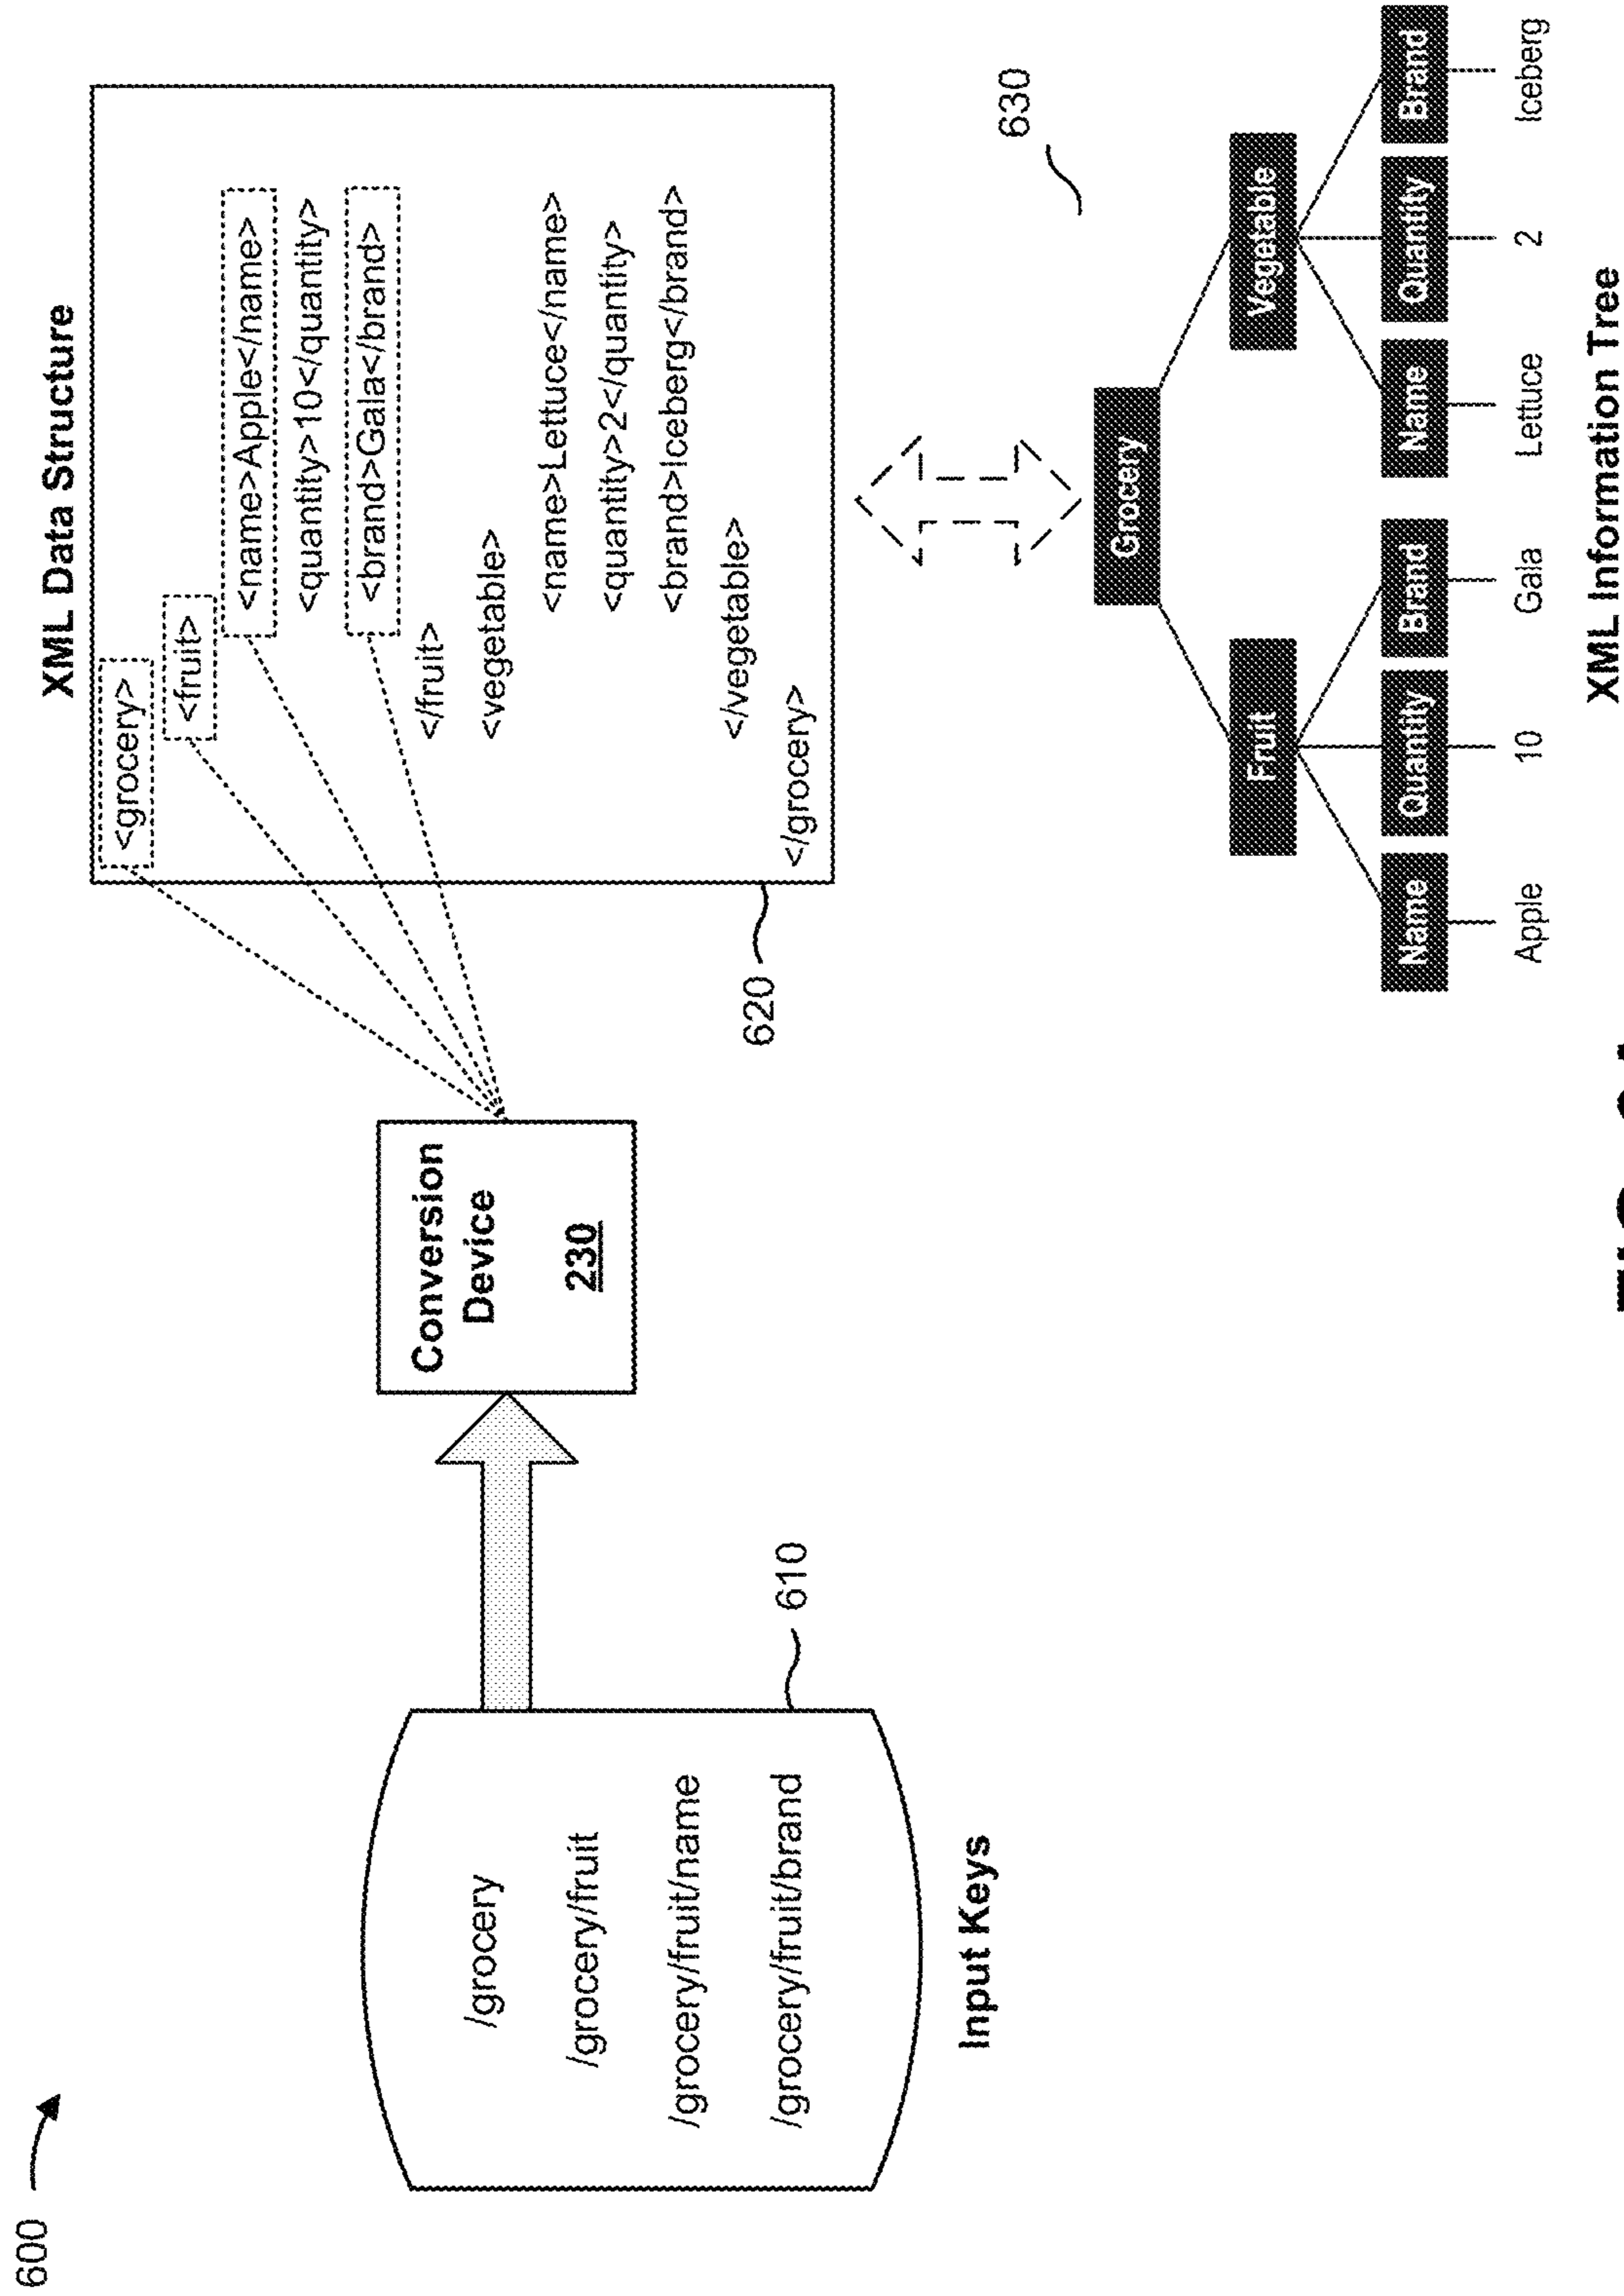 600
/grocery
/grocery/fruit
/grocery/fruit/name
/grocery/fruit/brand
610
Input Keys
Conversion
Device
230
XML Data Structure
<grocery>
<fruit>
<name>Apple</name>
<quantity>10</quantity>
<brand>Gala</brand>
</fruit>
<vegetable>
<name>Lettuce</name>
<quantity>2</quantity>
<brand>Iceberg</brand>
</vegetable>
</grocery>
620
630
Grocery
Fruit Vegetable
Name Quantity Brand Name Quantity Brand
Apple 10 Gala Lettuce 2 Iceberg
XML Information Tree